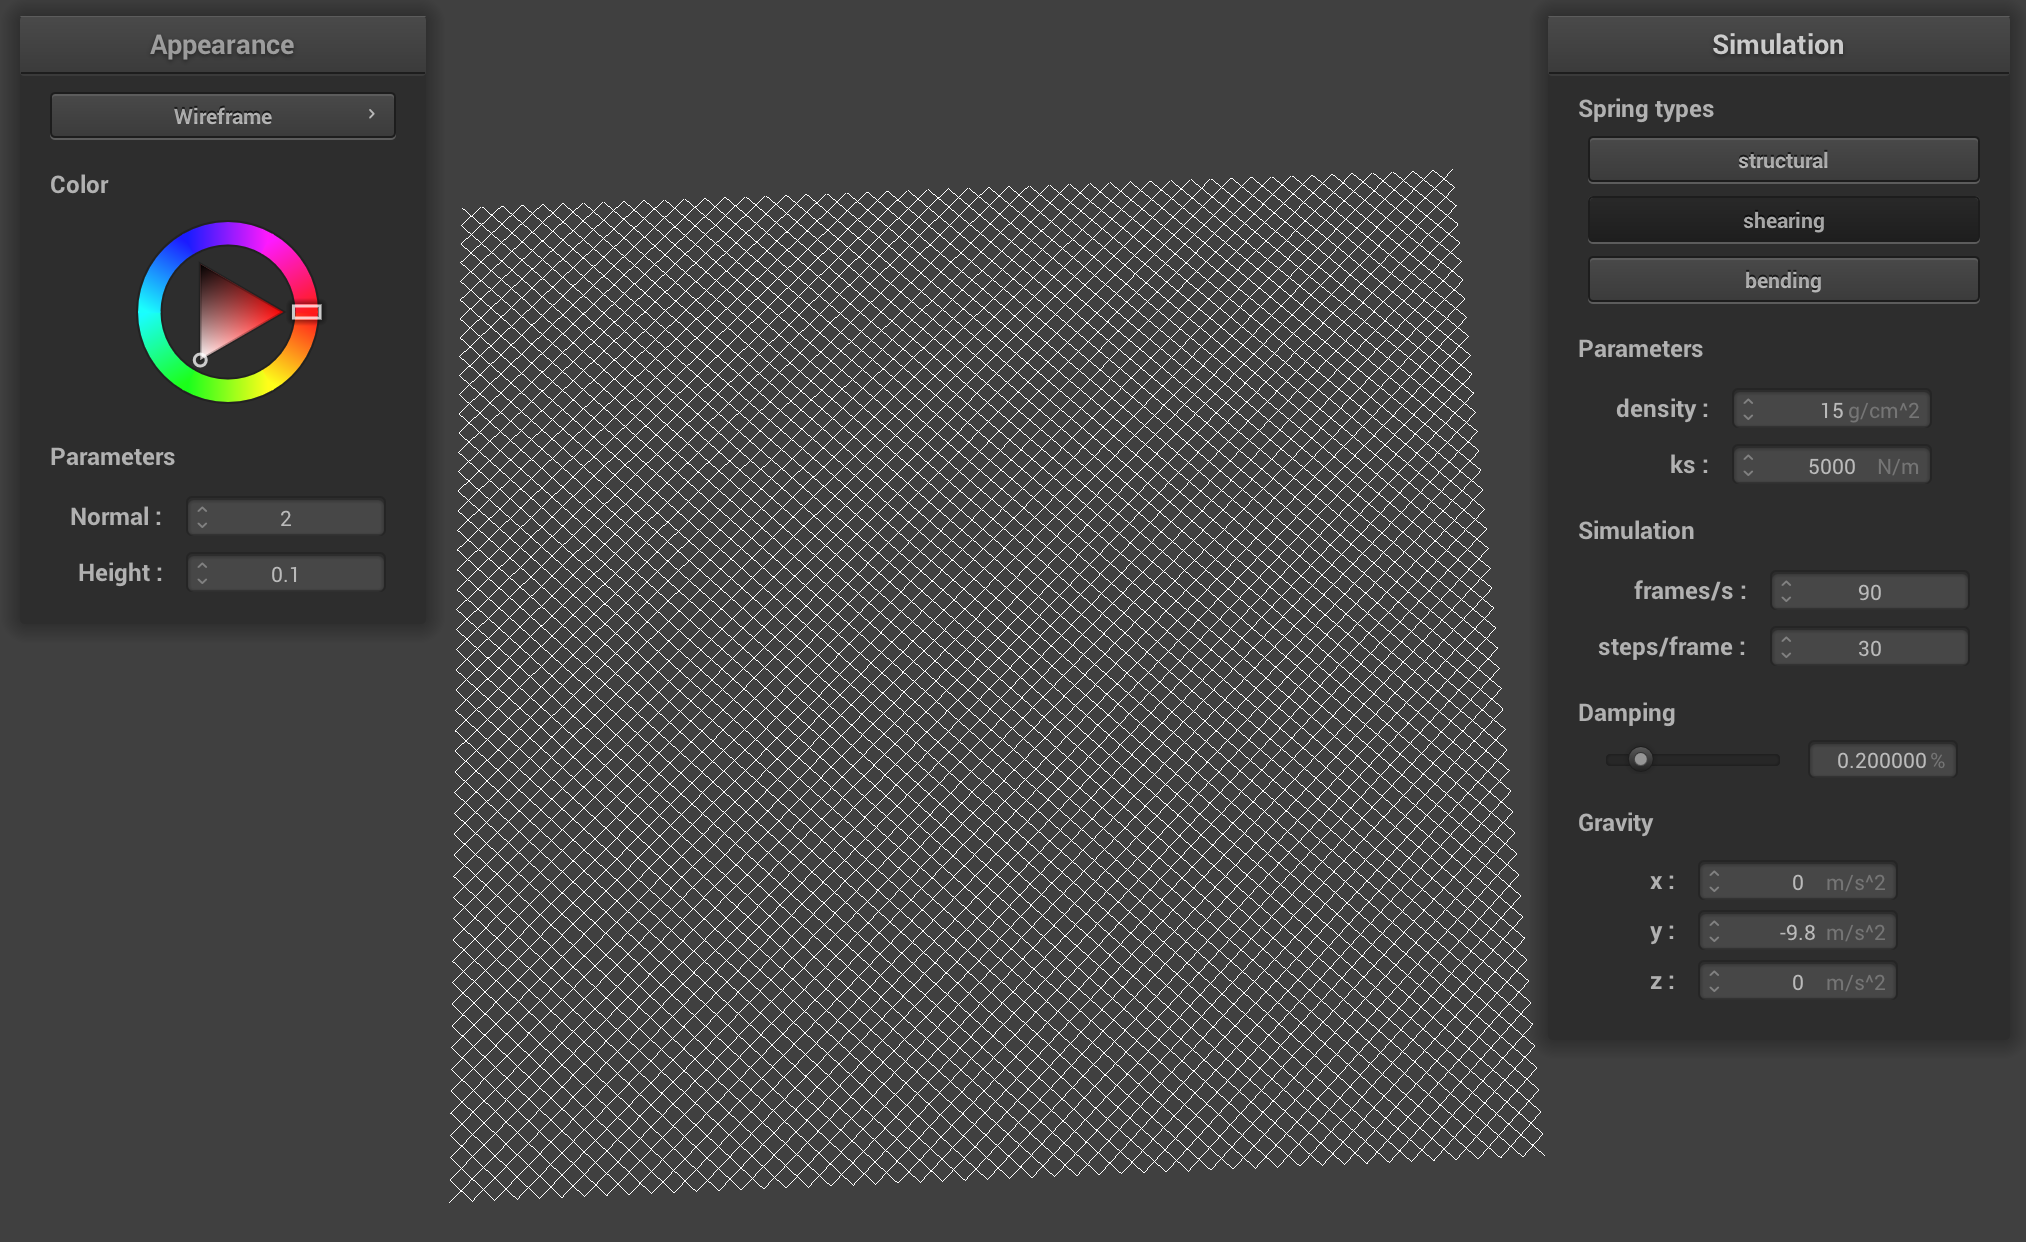 Appearance
Wireframe
Color
Parameters
Normal : 2
Height : 0.1
Simulation
Spring types
structural
shearing
bending
Parameters
density : 15 g/cm^2
ks : 5000 N/m
Simulation
frames/s : 90
steps/frame : 30
Damping
0.200000 %
Gravity
x : 0 m/s^2
y : -9.8 m/s^2
z : 0 m/s^2